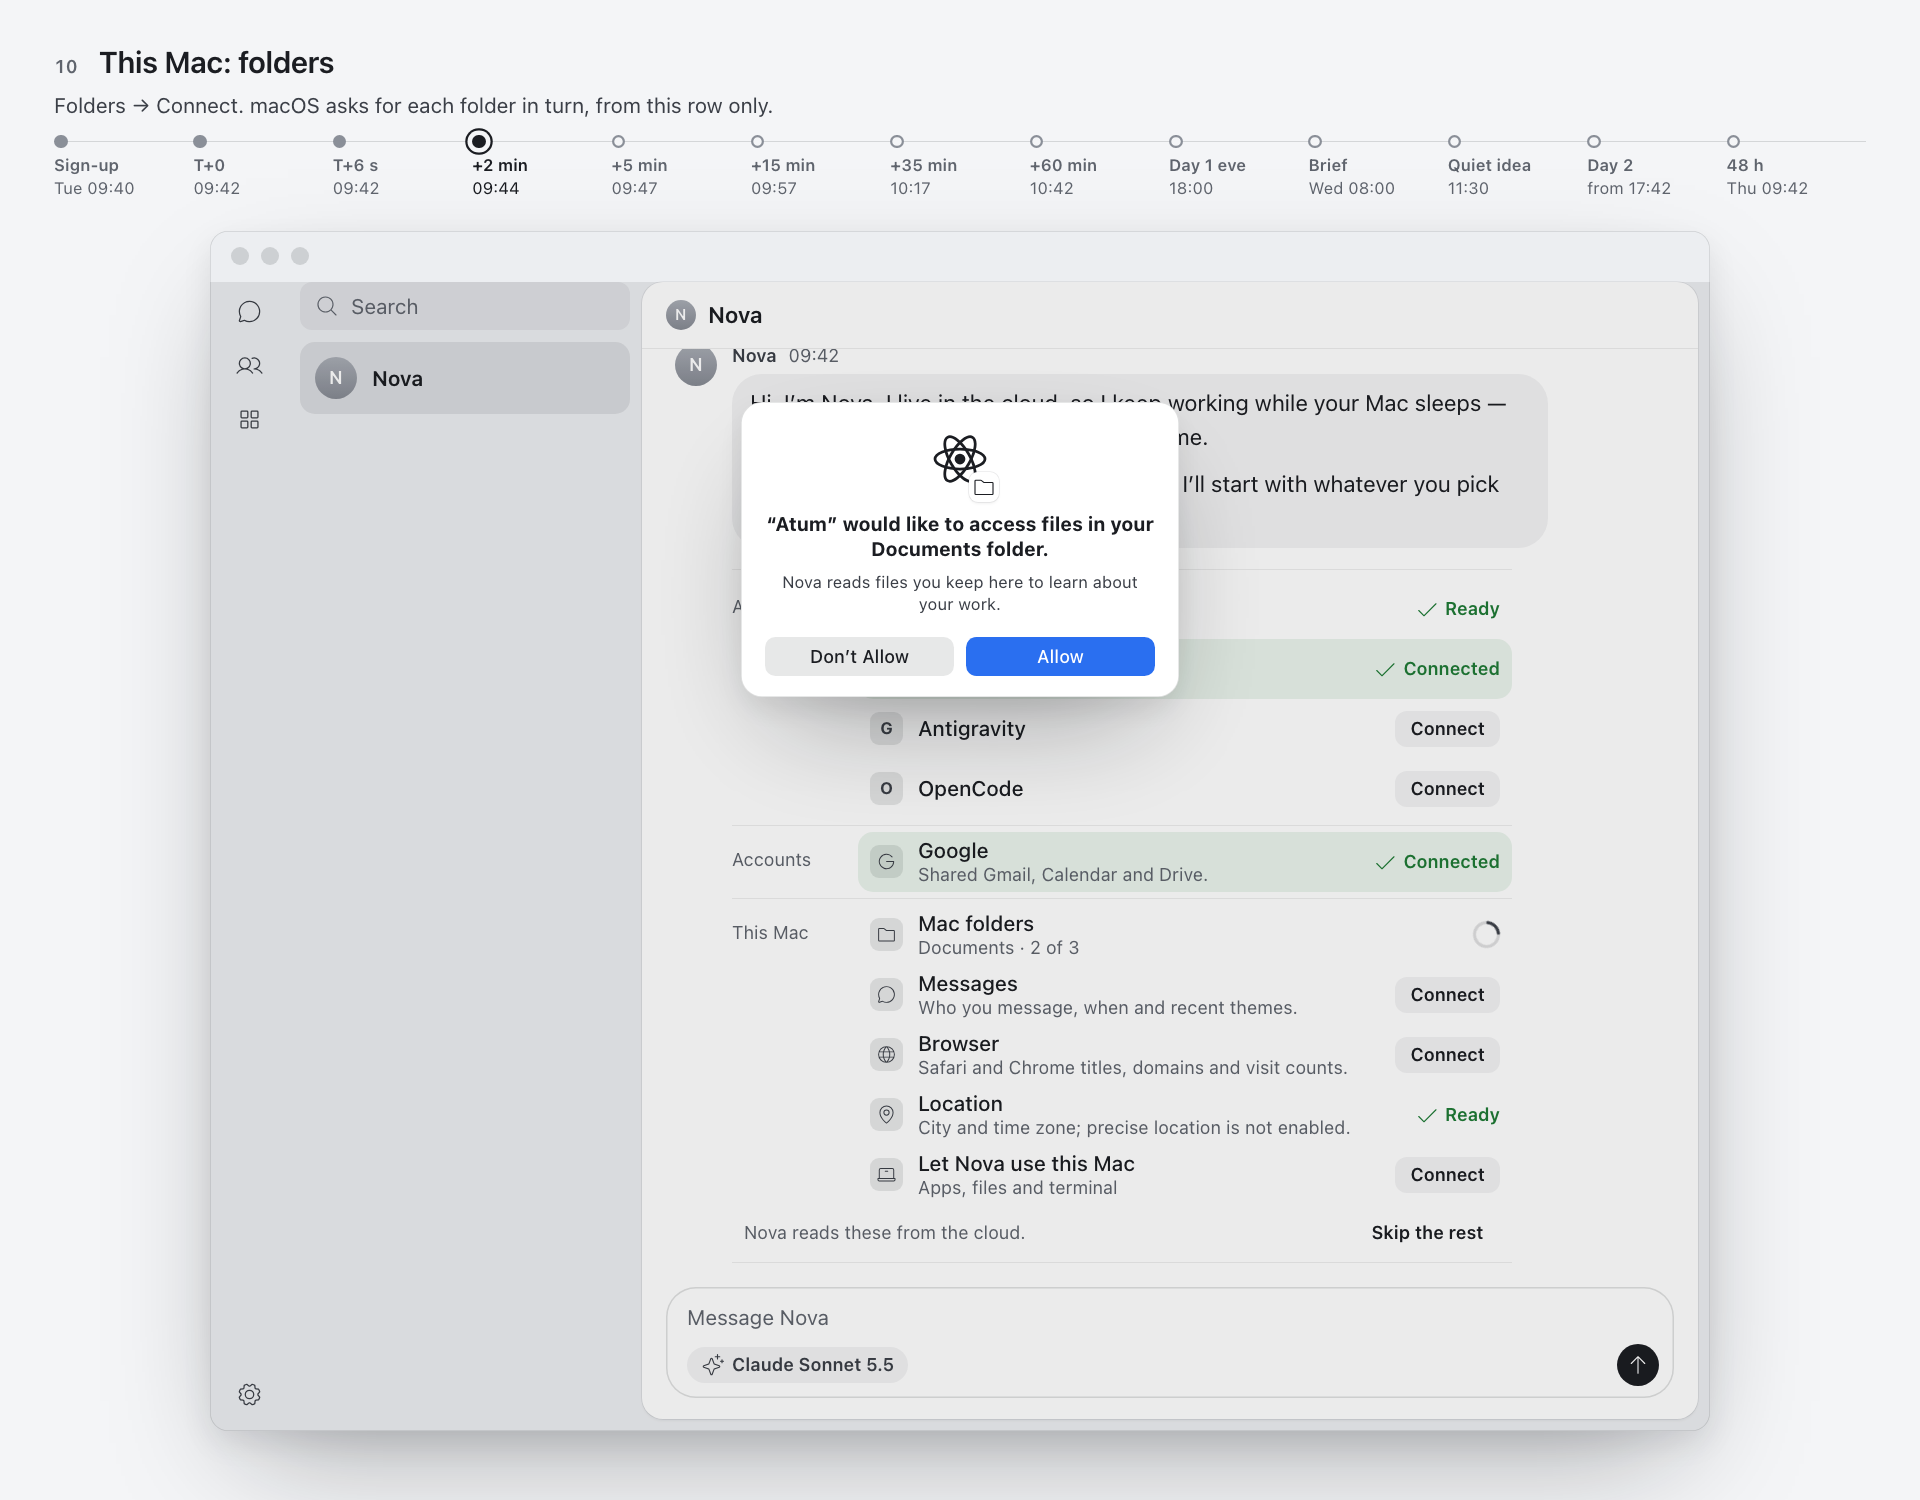 10 This Mac: folders
Folders → Connect. macOS asks for each folder in turn, from this row only.
Sign-up
Tue 09:40
T+0
09:42
T+6 s
09:42
+2 min
09:44
+5 min
09:47
+15 min
09:57
+35 min
10:17
+60 min
10:42
Day 1 eve
18:00
Brief
Wed 08:00
Quiet idea
11:30
Day 2
from 17:42
48 h
Thu 09:42
Search
N Nova
N Nova
N Nova 09:42
working while your Mac sleeps —
me.
I’ll start with whatever you pick
“Atum” would like to access files in your
Documents folder.
Nova reads files you keep here to learn about
your work.
Don’t Allow
Allow
Ready
Connected
G Antigravity Connect
O OpenCode Connect
Accounts
G Google Connected
Shared Gmail, Calendar and Drive.
This Mac
Mac folders
Documents · 2 of 3
Messages Connect
Who you message, when and recent themes.
Browser Connect
Safari and Chrome titles, domains and visit counts.
Location Ready
City and time zone; precise location is not enabled.
Let Nova use this Mac Connect
Apps, files and terminal
Nova reads these from the cloud. Skip the rest
Message Nova
Claude Sonnet 5.5